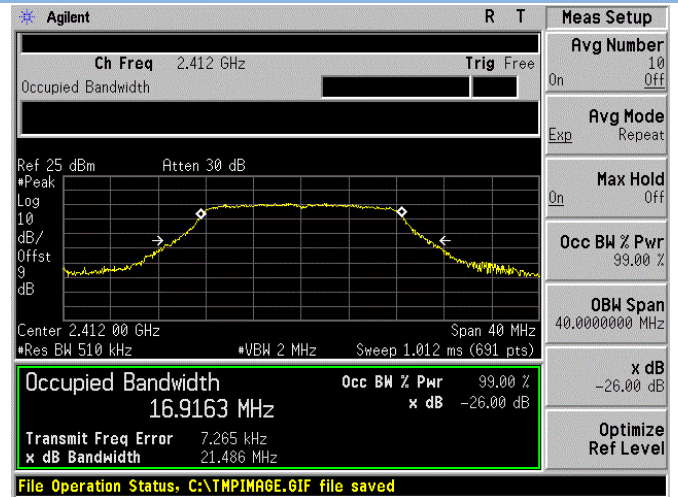 Agilent R T
Ch Freq 2.412 GHz Trig Free
Occupied Bandwidth
Ref 25 dBm Atten 30 dB
#Peak
Log
10
dB/
Offst
9
dB
Center 2.412 00 GHz Span 40 MHz
#Res BW 510 kHz #VBW 2 MHz Sweep 1.012 ms (691 pts)
Occupied Bandwidth Occ BW % Pwr 99.00 %
16.9163 MHz x dB -26.00 dB
Transmit Freq Error 7.265 kHz
x dB Bandwidth 21.486 MHz
File Operation Status, C:\TMPIMAGE.GIF file saved
Meas Setup
Avg Number
10
On Off
Avg Mode
Exp Repeat
Max Hold
On Off
Occ BW % Pwr
99.00 %
OBW Span
40.0000000 MHz
x dB
-26.00 dB
Optimize
Ref Level